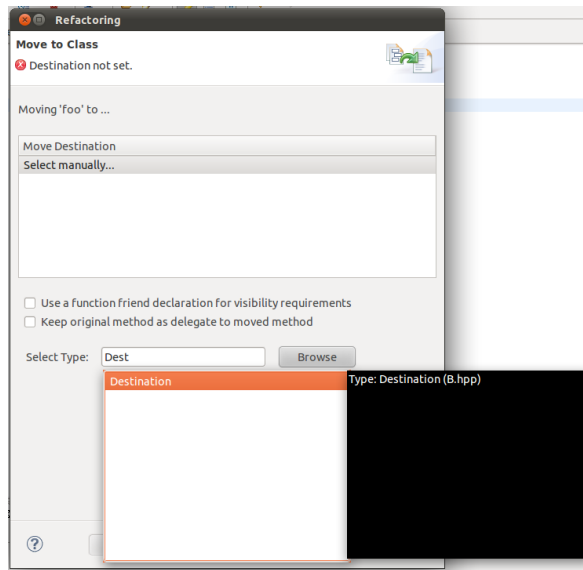 Refactoring
Move to Class
Destination not set.
Moving 'foo' to ...
Move Destination
Select manually...
Use a function friend declaration for visibility requirements
Keep original method as delegate to moved method
Select Type: Dest Browse
Destination
Type: Destination (B.hpp)
?